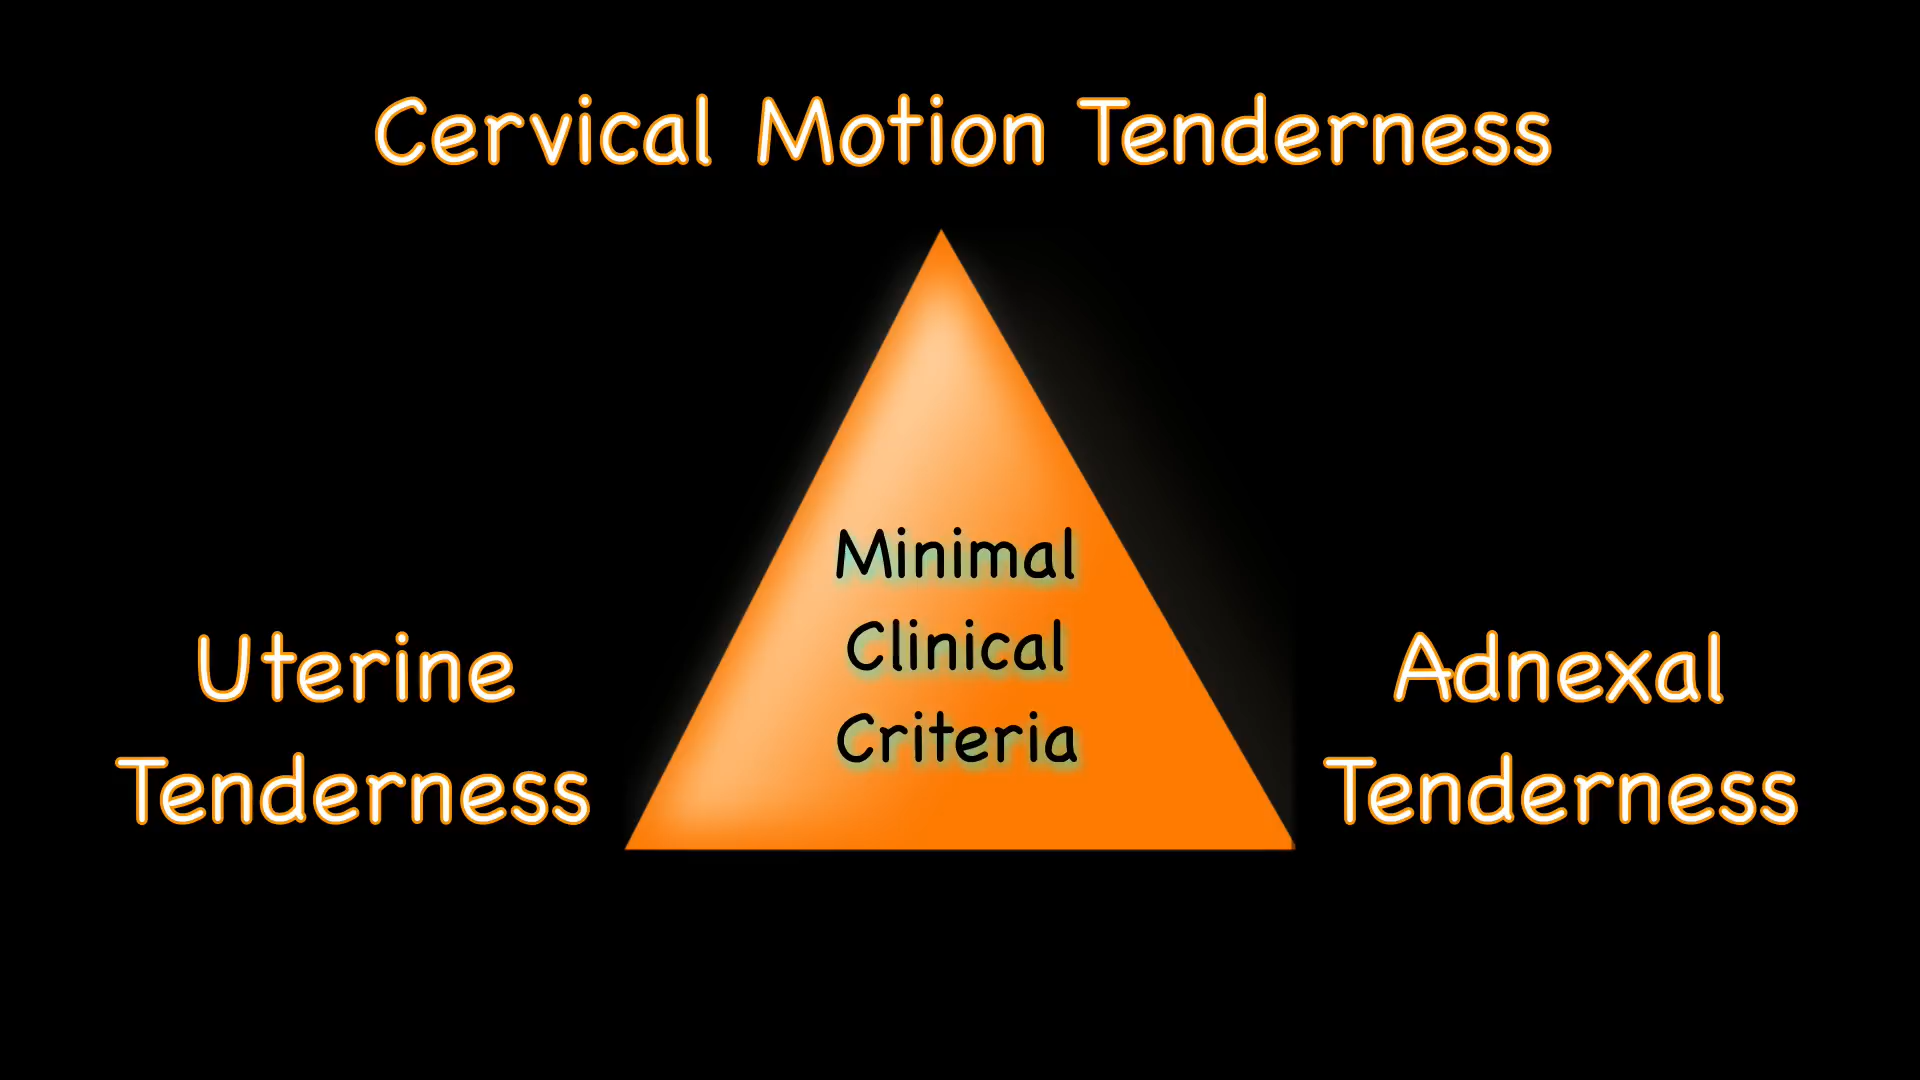 Cervical Motion Tenderness
Minimal
Clinical
Criteria
Uterine
Tenderness
Adnexal
Tenderness